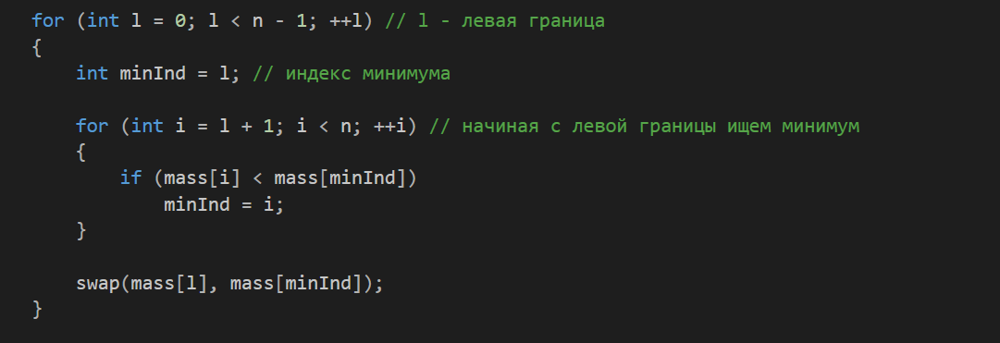 for (int l = 0; l < n - 1; ++l) // l - левая граница
{
    int minInd = l; // индекс минимума
    for (int i = l + 1; i < n; ++i) // начиная с левой границы ищем минимум
    {
        if (mass[i] < mass[minInd])
            minInd = i;
    }
    swap(mass[l], mass[minInd]);
}